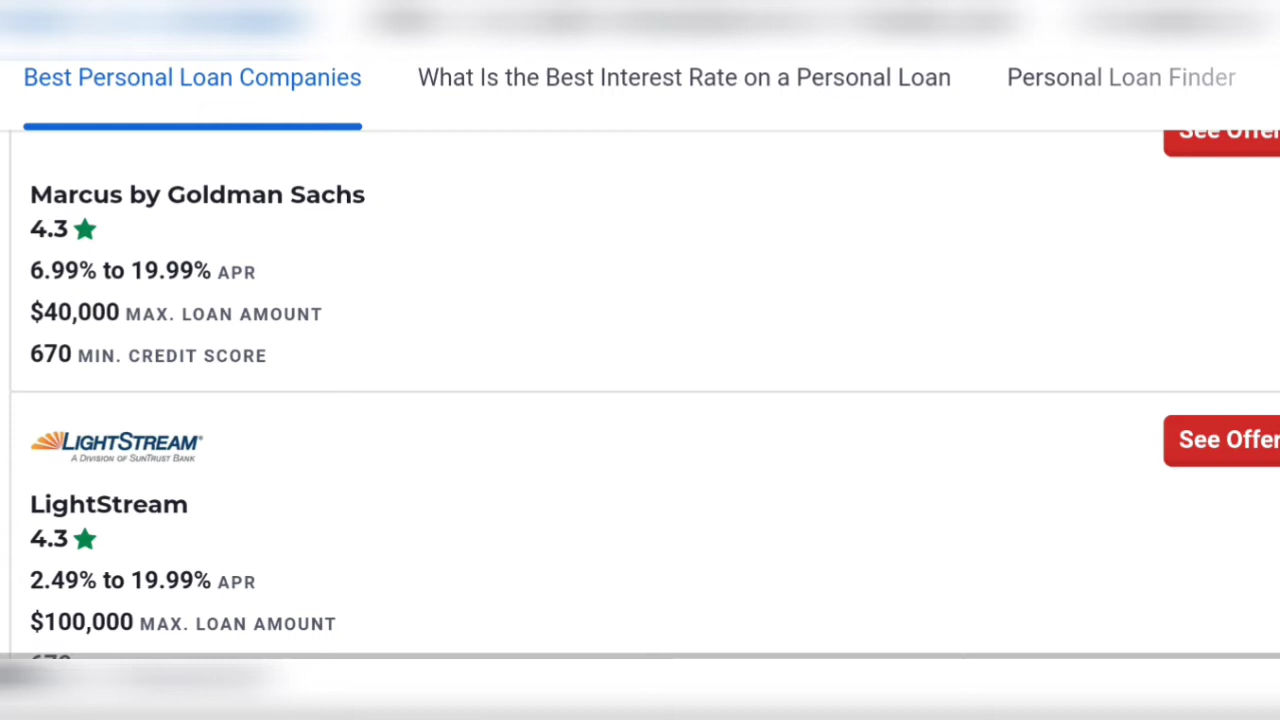 Best Personal Loan Companies What Is the Best Interest Rate on a Personal Loan Personal Loan Finder
See Offer
Marcus by Goldman Sachs
4.3
6.99% to 19.99% APR
$40,000 MAX. LOAN AMOUNT
670 MIN. CREDIT SCORE
LIGHTSTREAM®
A DIVISION OF SUNTRUST BANK
See Offer
LightStream
4.3
2.49% to 19.99% APR
$100,000 MAX. LOAN AMOUNT